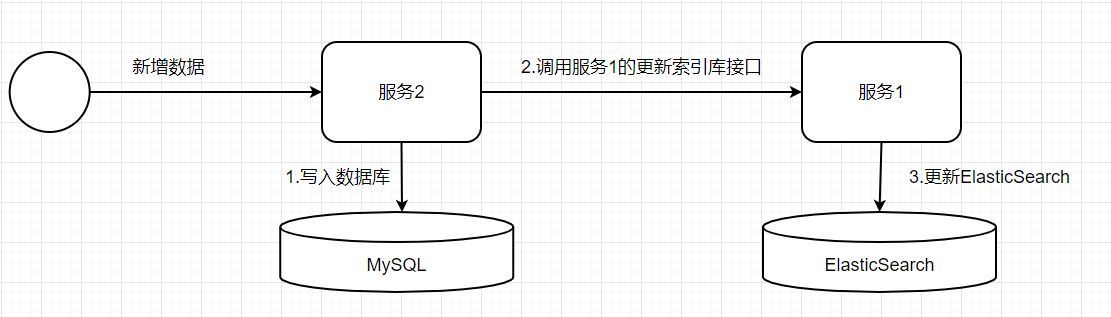 新增数据
2.调用服务1的更新索引库接口
服务2
服务1
1.写入数据库
3.更新ElasticSearch
MySQL
ElasticSearch